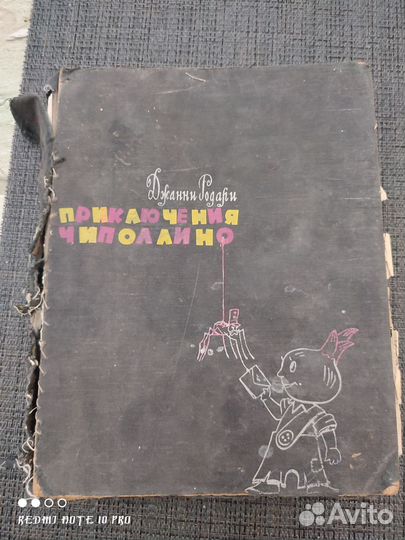 Джанни Родари
ПРИКЛЮЧЕНИЯ
ЧИПОЛЛИНО
REDMI NOTE 10 PRO
Avito